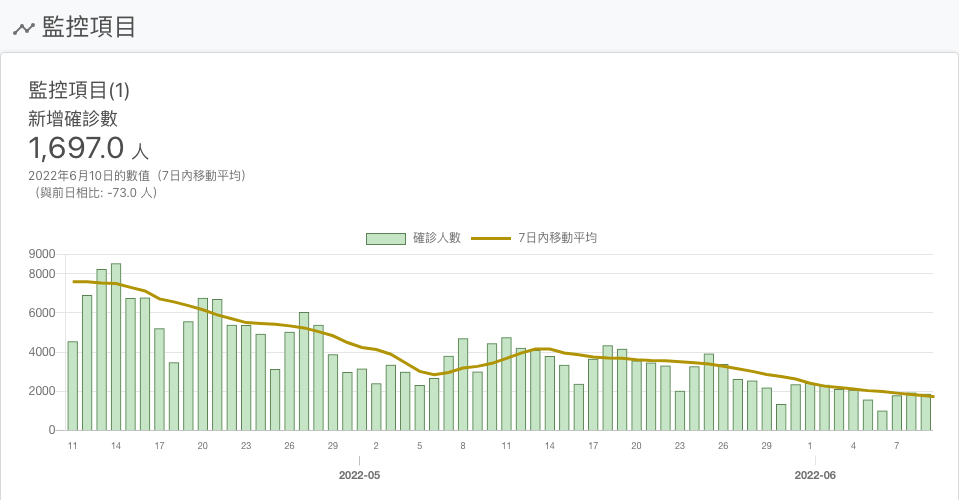 監控項目
監控項目(1)
新增確診數
1,697.0 人
2022年6月10日的數值（7日內移動平均）
（與前日相比: -73.0 人）
確診人數 7日內移動平均
9000
8000
6000
4000
2000
0
11 14 17 20 23 26 29 2 5 8 11 14 17 20 23 26 29 1 4 7
2022-05 2022-06